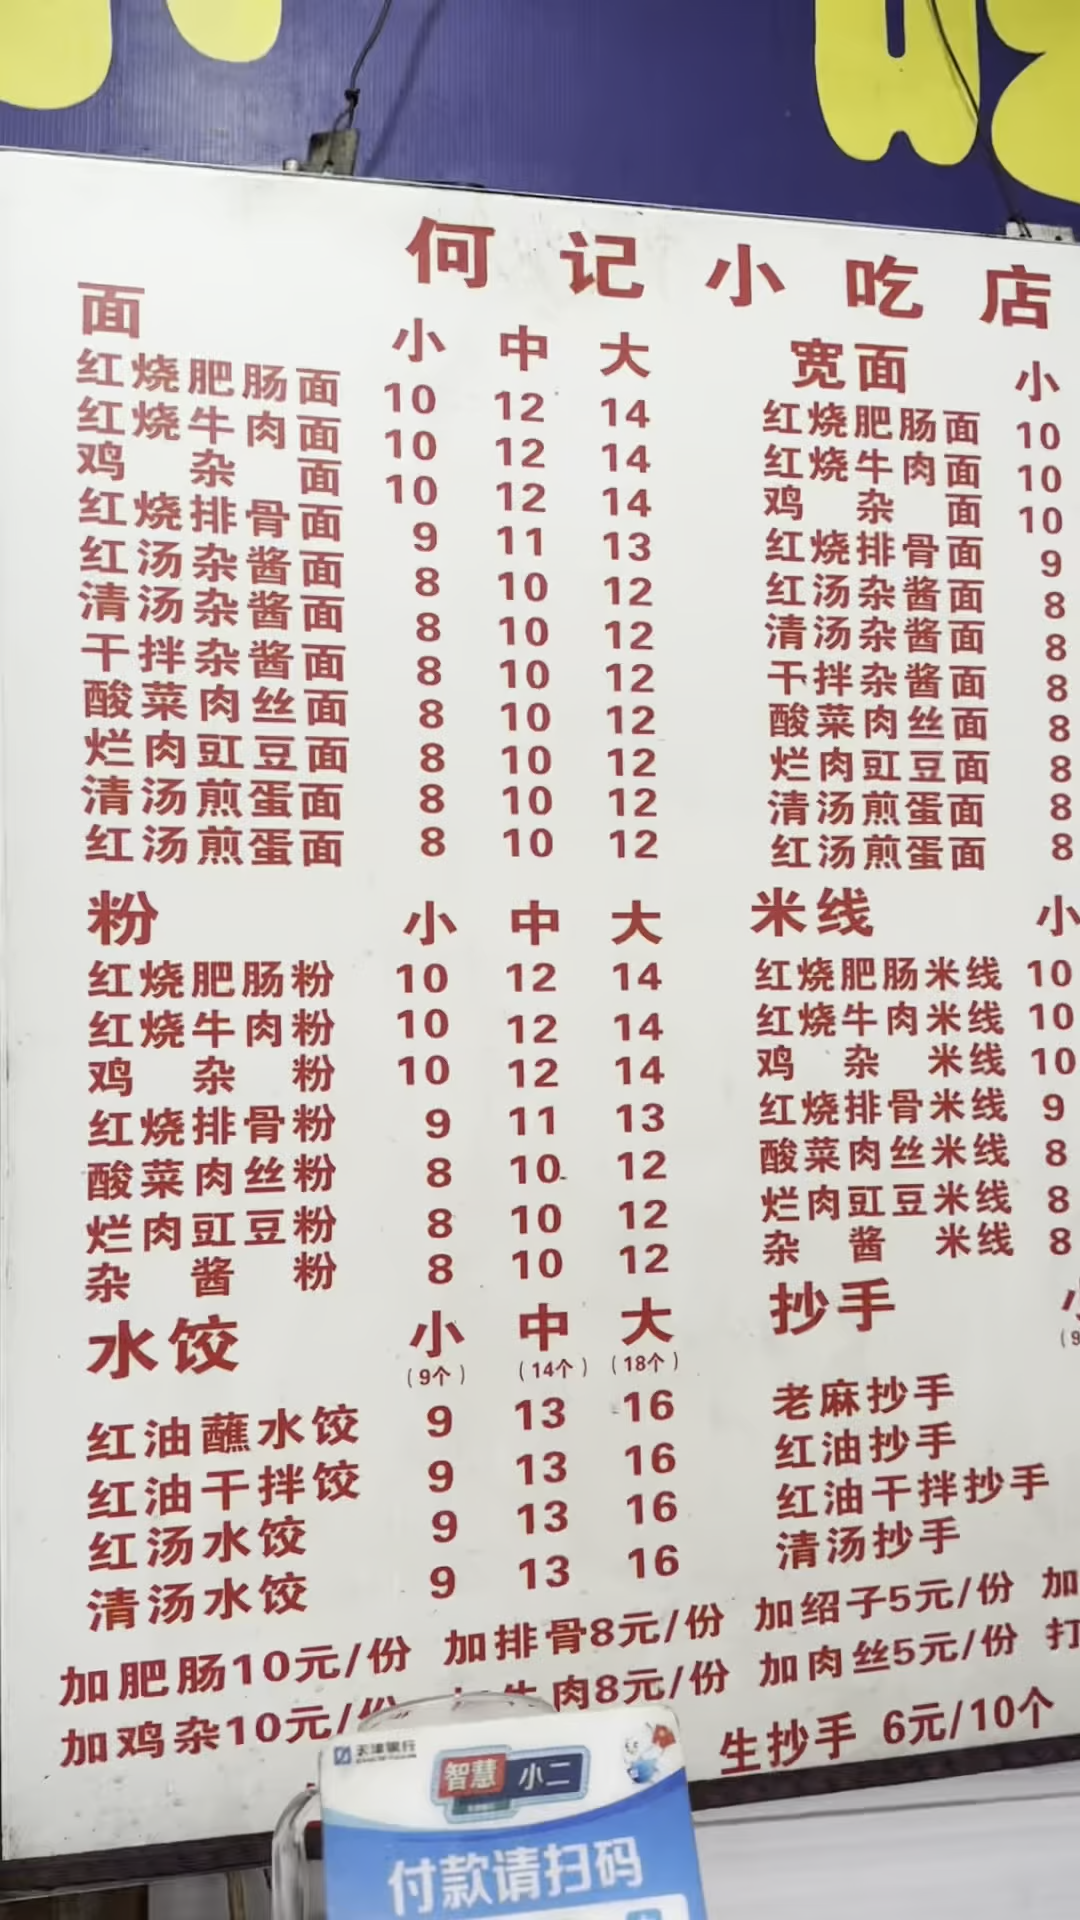 何记小吃店
面 小 中 大
红烧肥肠面 10 12 14
红烧牛肉面 10 12 14
鸡杂面 10 12 14
红烧排骨面 9 11 13
红汤杂酱面 8 10 12
清汤杂酱面 8 10 12
干拌杂酱面 8 10 12
酸菜肉丝面 8 10 12
烂肉豇豆面 8 10 12
清汤煎蛋面 8 10 12
红汤煎蛋面 8 10 12
宽面 小
红烧肥肠面 10
红烧牛肉面 10
鸡杂面 10
红烧排骨面 9
红汤杂酱面 8
清汤杂酱面 8
干拌杂酱面 8
酸菜肉丝面 8
烂肉豇豆面 8
清汤煎蛋面 8
红汤煎蛋面 8
粉 小 中 大
红烧肥肠粉 10 12 14
红烧牛肉粉 10 12 14
鸡杂粉 10 12 14
红烧排骨粉 9 11 13
酸菜肉丝粉 8 10 12
烂肉豇豆粉 8 10 12
杂酱粉 8 10 12
米线 小
红烧肥肠米线 10
红烧牛肉米线 10
鸡杂米线 10
红烧排骨米线 9
酸菜肉丝米线 8
烂肉豇豆米线 8
杂酱米线 8
水饺 小 中 大
(9个) (14个) (18个)
红油蘸水饺 9 13 16
红油干拌饺 9 13 16
红汤水饺 9 13 16
清汤水饺 9 13 16
抄手
老麻抄手
红油抄手
红油干拌抄手
清汤抄手
加肥肠10元/份 加排骨8元/份 加绍子5元/份 加
加鸡杂10元/份 牛肉8元/份 加肉丝5元/份 打
生抄手 6元/10个
天津银行
智慧 小二
付款请扫码